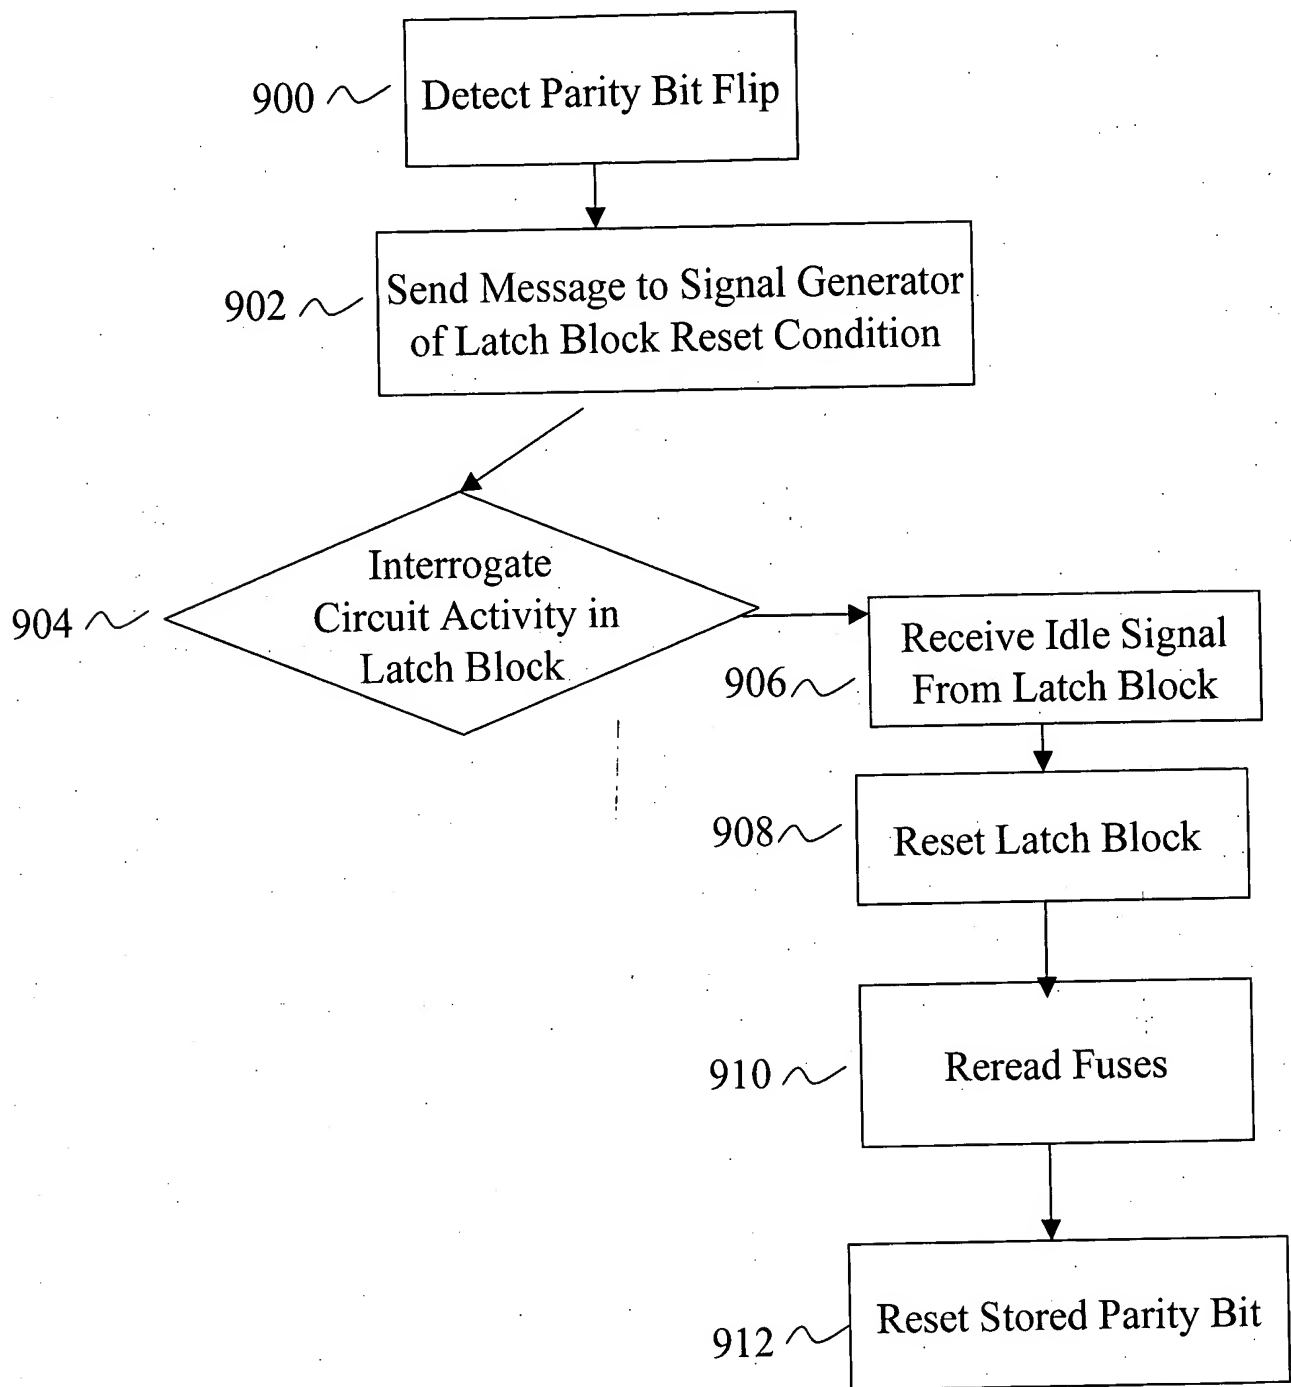 900
Detect Parity Bit Flip
902
Send Message to Signal Generator
of Latch Block Reset Condition
904
Interrogate
Circuit Activity in
Latch Block
906
Receive Idle Signal
From Latch Block
908
Reset Latch Block
910
Reread Fuses
912
Reset Stored Parity Bit